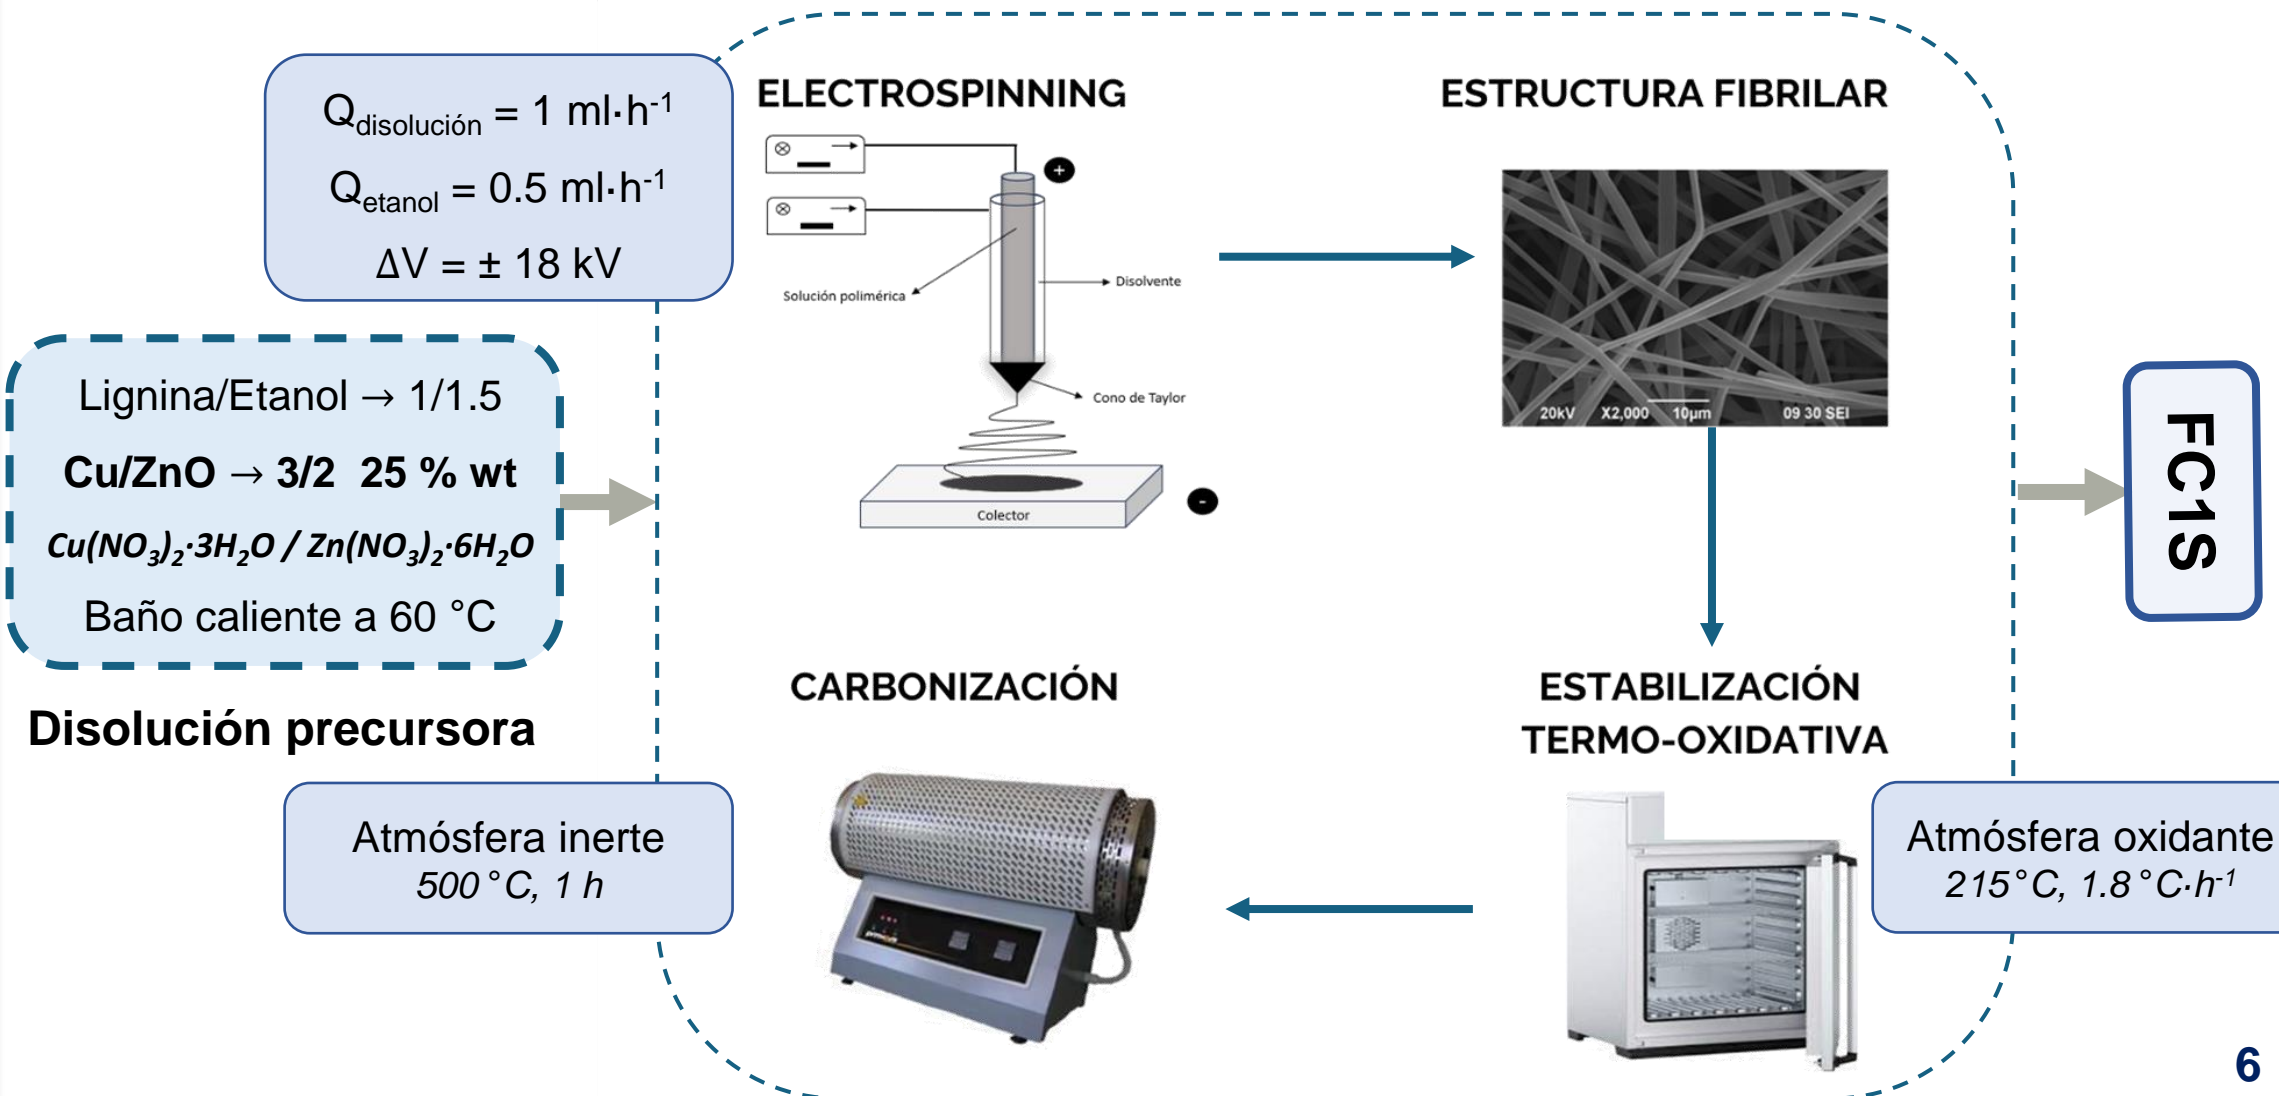 Q_disolución = 1 ml·h⁻¹
Q_etanol = 0.5 ml·h⁻¹
ΔV = ± 18 kV
Lignina/Etanol → 1/1.5
Cu/ZnO → 3/2 25 % wt
Cu(NO₃)₂·3H₂O / Zn(NO₃)₂·6H₂O
Baño caliente a 60 °C
Disolución precursora
ELECTROSPINNING
+
Solución polimérica
Disolvente
Cono de Taylor
Colector
-
ESTRUCTURA FIBRILAR
20kV X2,000 10µm 09 30 SEI
ESTABILIZACIÓN
TERMO-OXIDATIVA
Atmósfera oxidante
215°C, 1.8°C·h⁻¹
CARBONIZACIÓN
Atmósfera inerte
500°C, 1 h
FC1S
6